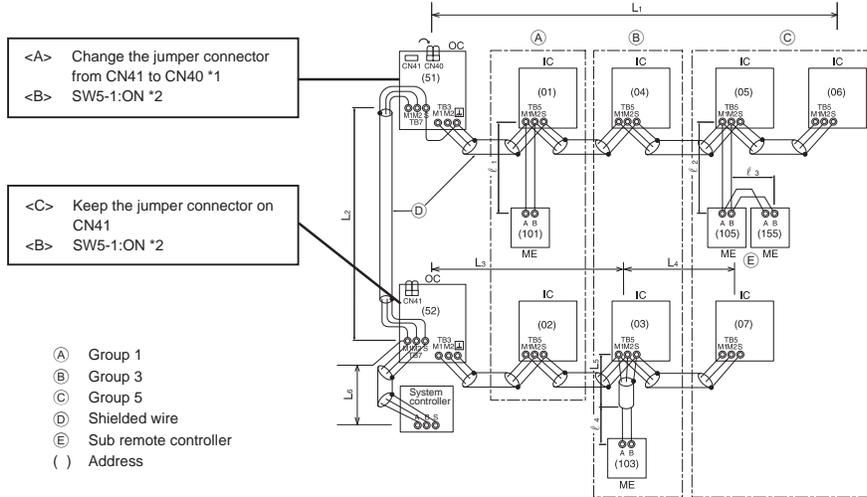 L1
<A> Change the jumper connector
from CN41 to CN40 *1
<B> SW5-1:ON *2
<C> Keep the jumper connector on
CN41
<B> SW5-1:ON *2
A Group 1
B Group 3
C Group 5
D Shielded wire
E Sub remote controller
( ) Address
A
B
C
OC
CN41 CN40
(51)
M1M2 S
TB7
TB3
M1M2
IC
(01)
TB5
M1M2S
IC
(04)
TB5
M1M2S
IC
(05)
TB5
M1M2S
IC
(06)
TB5
M1M2S
L2
D
ℓ1
A B
(101)
ME
ℓ2
ℓ3
A B
(105)
ME
A B
(155)
ME
E
L3
L4
OC
CN41
(52)
M1M2 S
TB7
TB3
M1M2
IC
(02)
TB5
M1M2S
IC
(03)
TB5
M1M2S
IC
(07)
TB5
M1M2S
L6
System
controller
A B S
L5
ℓ4
A B
(103)
ME